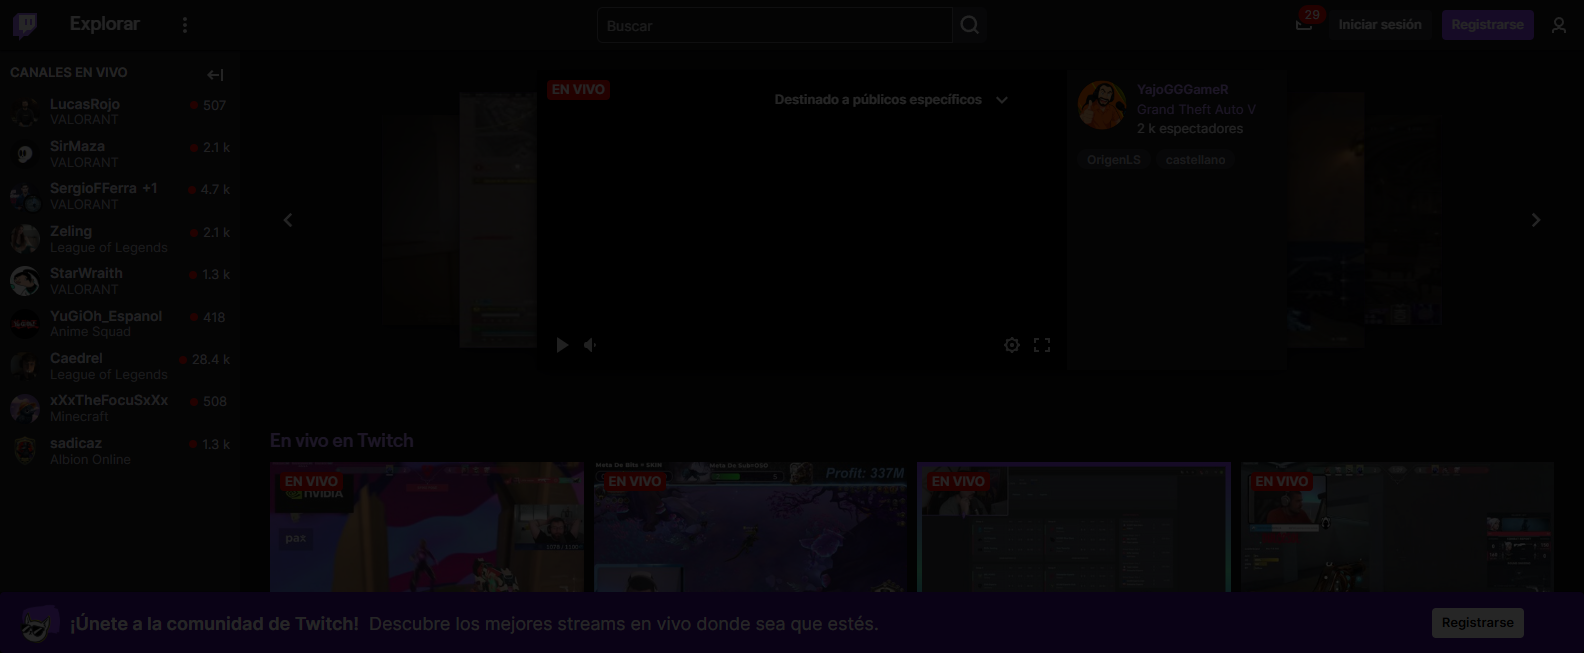 Explorar
Buscar
29
Iniciar sesión
Registrarse
CANALES EN VIVO
LucasRojo
507
VALORANT
SirMaza
2.1 k
VALORANT
SergioFFerra +1
4.7 k
VALORANT
Zeling
2.1 k
League of Legends
StarWraith
1.3 k
VALORANT
YuGiOh_Espanol
418
Anime Squad
Caedrel
28.4 k
League of Legends
xXxTheFocuSxXx
508
Minecraft
sadicaz
1.3 k
Albion Online
EN VIVO
Destinado a públicos específicos
YajoGGGameR
Grand Theft Auto V
2 k espectadores
OrigenLS
castellano
En vivo en Twitch
EN VIVO
NVIDIA
pax
EN VIVO
Profit: 337M
EN VIVO
EN VIVO
¡Únete a la comunidad de Twitch! Descubre los mejores streams en vivo donde sea que estés.
Registrarse